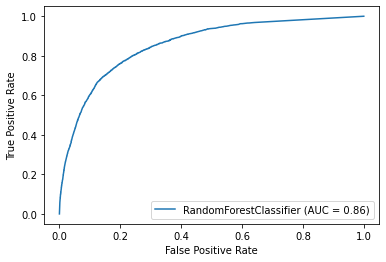 1.0
0.8
0.6
0.4
0.2
0.0
True Positive Rate
RandomForestClassifier (AUC = 0.86)
0.0 0.2 0.4 0.6 0.8 1.0
False Positive Rate